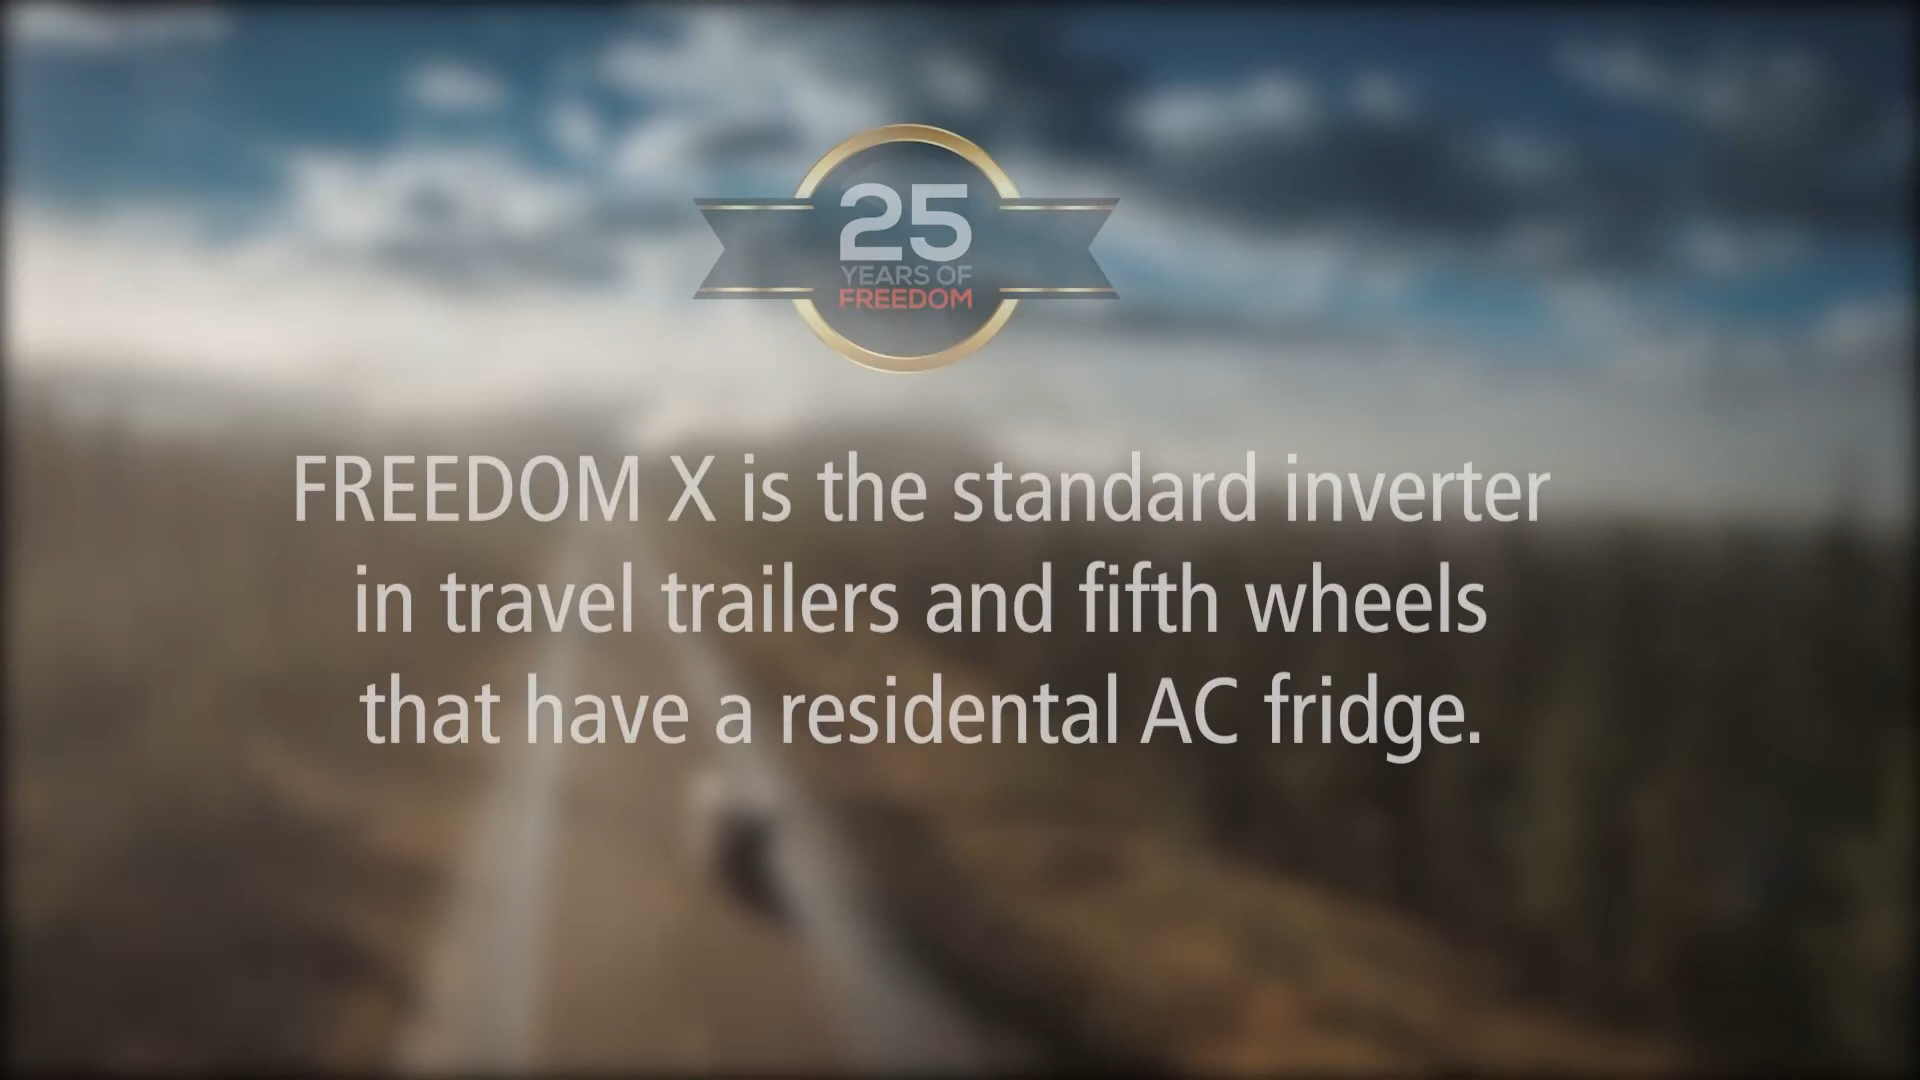 25
YEARS OF
FREEDOM
FREEDOM X is the standard inverter
in travel trailers and fifth wheels
that have a residental AC fridge.